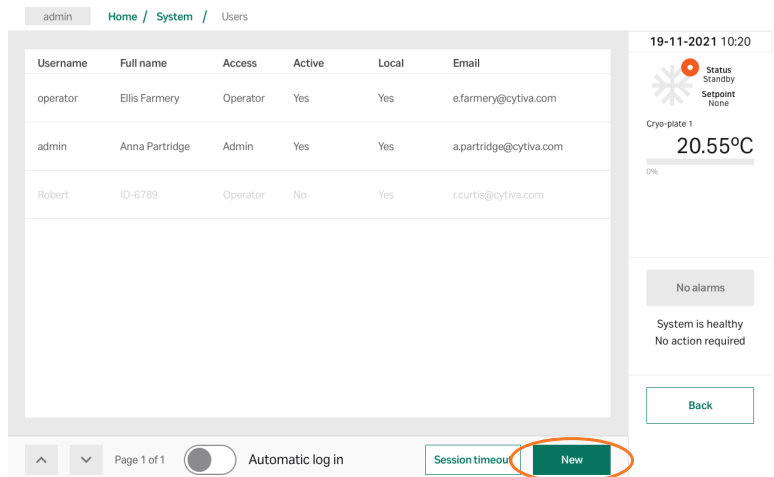 admin Home / System / Users
19-11-2021 10:20
Username Full name Access Active Local Email
operator Ellis Farmery Operator Yes Yes e.farmery@cytiva.com
admin Anna Partridge Admin Yes Yes a.partridge@cytiva.com
Robert ID-6789 Operator No Yes r.curtis@cytiva.com
Status
Standby
Setpoint
None
Cryo-plate 1
20.55ºC
0%
No alarms
System is healthy
No action required
Back
Page 1 of 1 Automatic log in Session timeout New